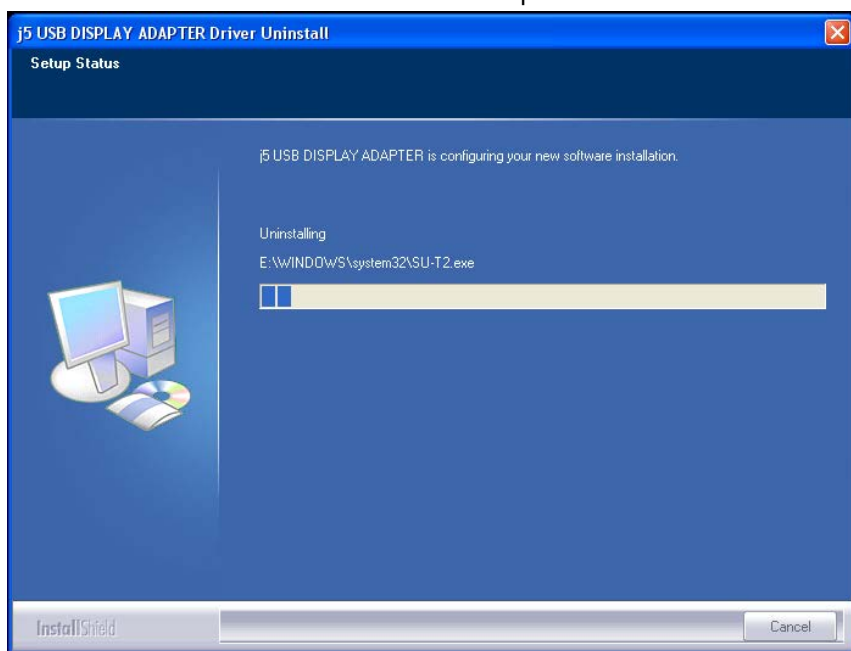 j5 USB DISPLAY ADAPTER Driver Uninstall
Setup Status
j5 USB DISPLAY ADAPTER is configuring your new software installation.
Uninstalling
E:\WINDOWS\system32\SU-T2.exe
InstallShield
Cancel